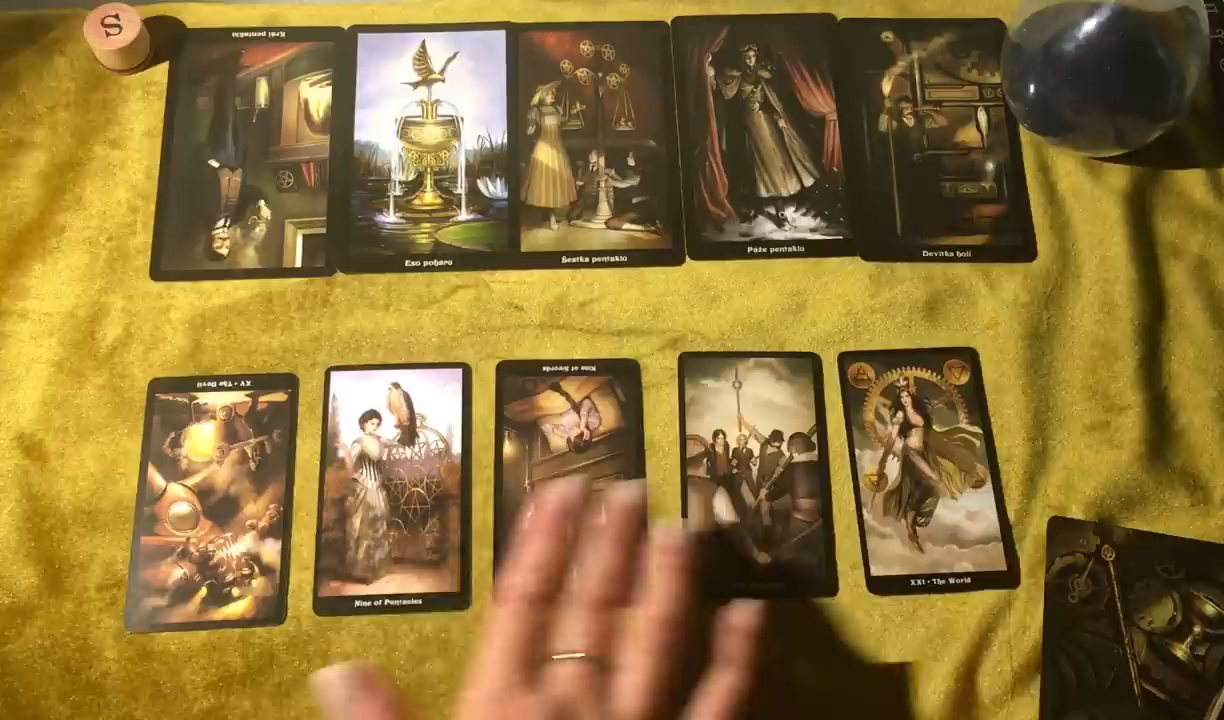 S
Král pentaklů
Eso pohárů
Šestka pentaklů
Páže pentaklů
Devítka holí
XV • The Devil
Nine of Pentacles
Nine of Swords
XXI • The World